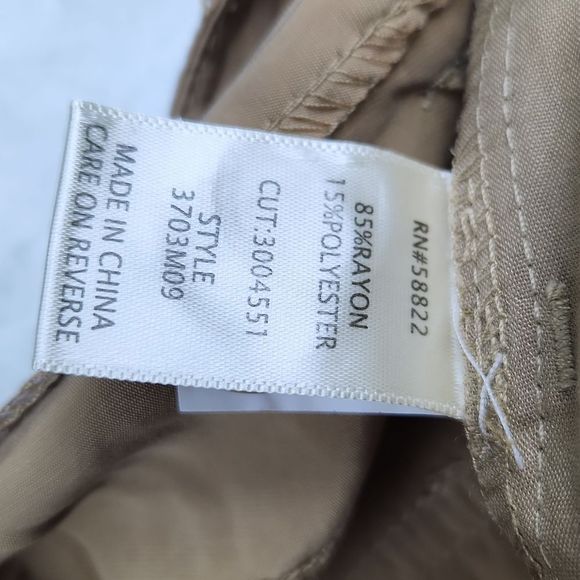 RN#58822
85%RAYON
15%POLYESTER
CUT:3004551
STYLE
3703M09
MADE IN CHINA
CARE ON REVERSE